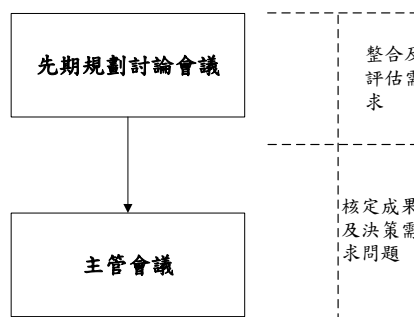 先期規劃討論會議
整合及
評估需
求
主管會議
核定成果
及決策需
求問題